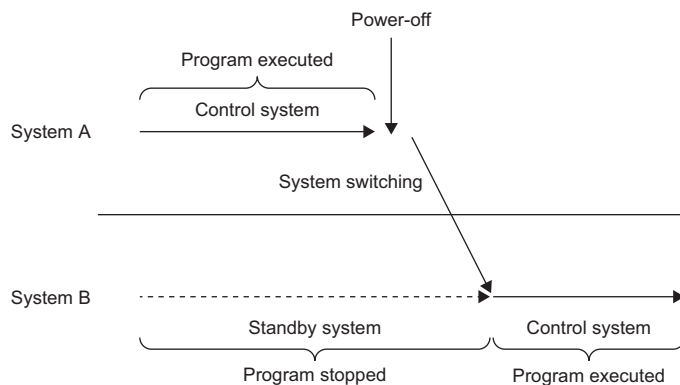 Power-off
Program executed
Control system
System A
System switching
System B
Standby system
Control system
Program stopped
Program executed